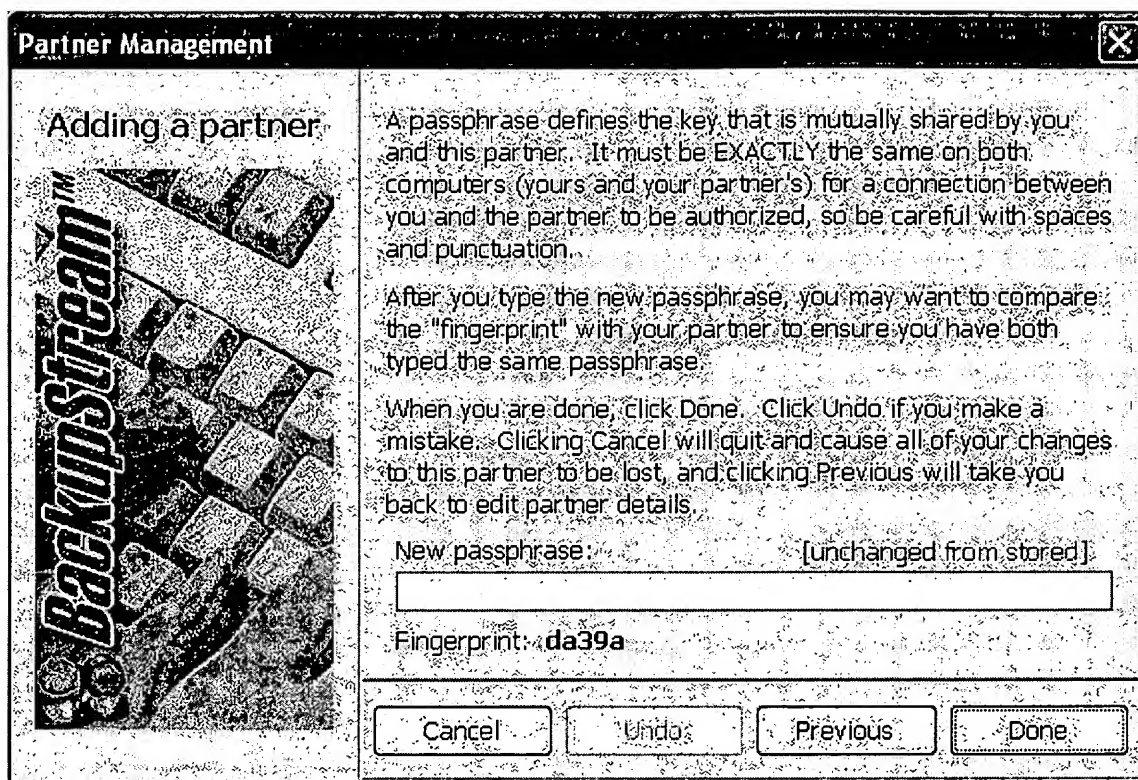 Partner Management
Adding a partner
BackupStream™
A passphrase defines the key that is mutually shared by you
and this partner. It must be EXACTLY the same on both
computers (yours and your partner's) for a connection between
you and the partner to be authorized, so be careful with spaces
and punctuation.
After you type the new passphrase, you may want to compare
the "fingerprint" with your partner to ensure you have both
typed the same passphrase.
When you are done, click Done. Click Undo if you make a
mistake. Clicking Cancel will quit and cause all of your changes
to this partner to be lost, and clicking Previous will take you
back to edit partner details.
New passphrase: [unchanged from stored]
Fingerprint: da39a
Cancel Undo Previous Done